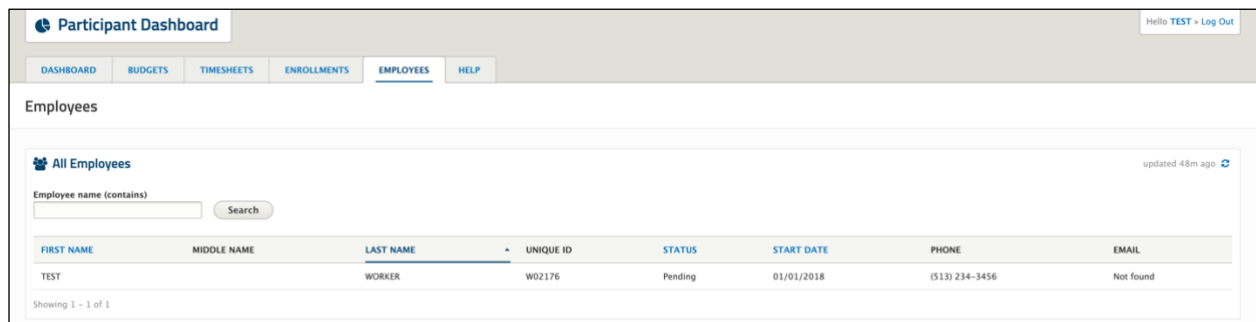 Participant Dashboard
Hello TEST > Log Out
DASHBOARD BUDGETS TIMESHEETS ENROLLMENTS EMPLOYEES HELP
Employees
All Employees
updated 48m ago
Employee name (contains)
Search
FIRST NAME MIDDLE NAME LAST NAME UNIQUE ID STATUS START DATE PHONE EMAIL
TEST WORKER W02176 Pending 01/01/2018 (513) 234-3456 Not found
Showing 1 - 1 of 1